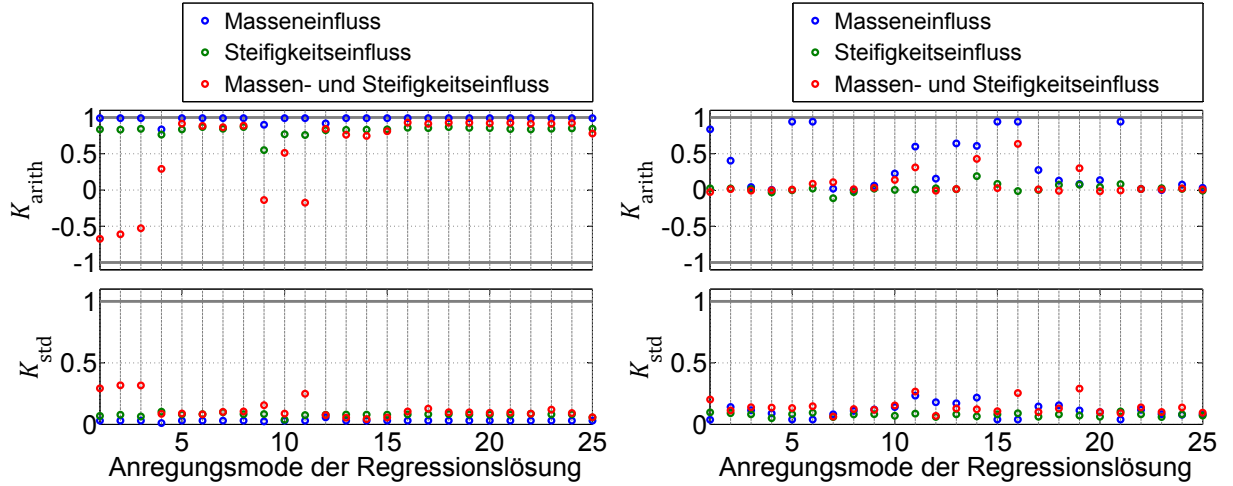 Masseneinfluss
Steifigkeitseinfluss
Massen- und Steifigkeitseinfluss
1
0.5
0
-0.5
-1
K_arith
1
0.5
0
K_std
5 10 15 20 25
Anregungsmode der Regressionslösung
Masseneinfluss
Steifigkeitseinfluss
Massen- und Steifigkeitseinfluss
1
0.5
0
-0.5
-1
K_arith
1
0.5
0
K_std
5 10 15 20 25
Anregungsmode der Regressionslösung